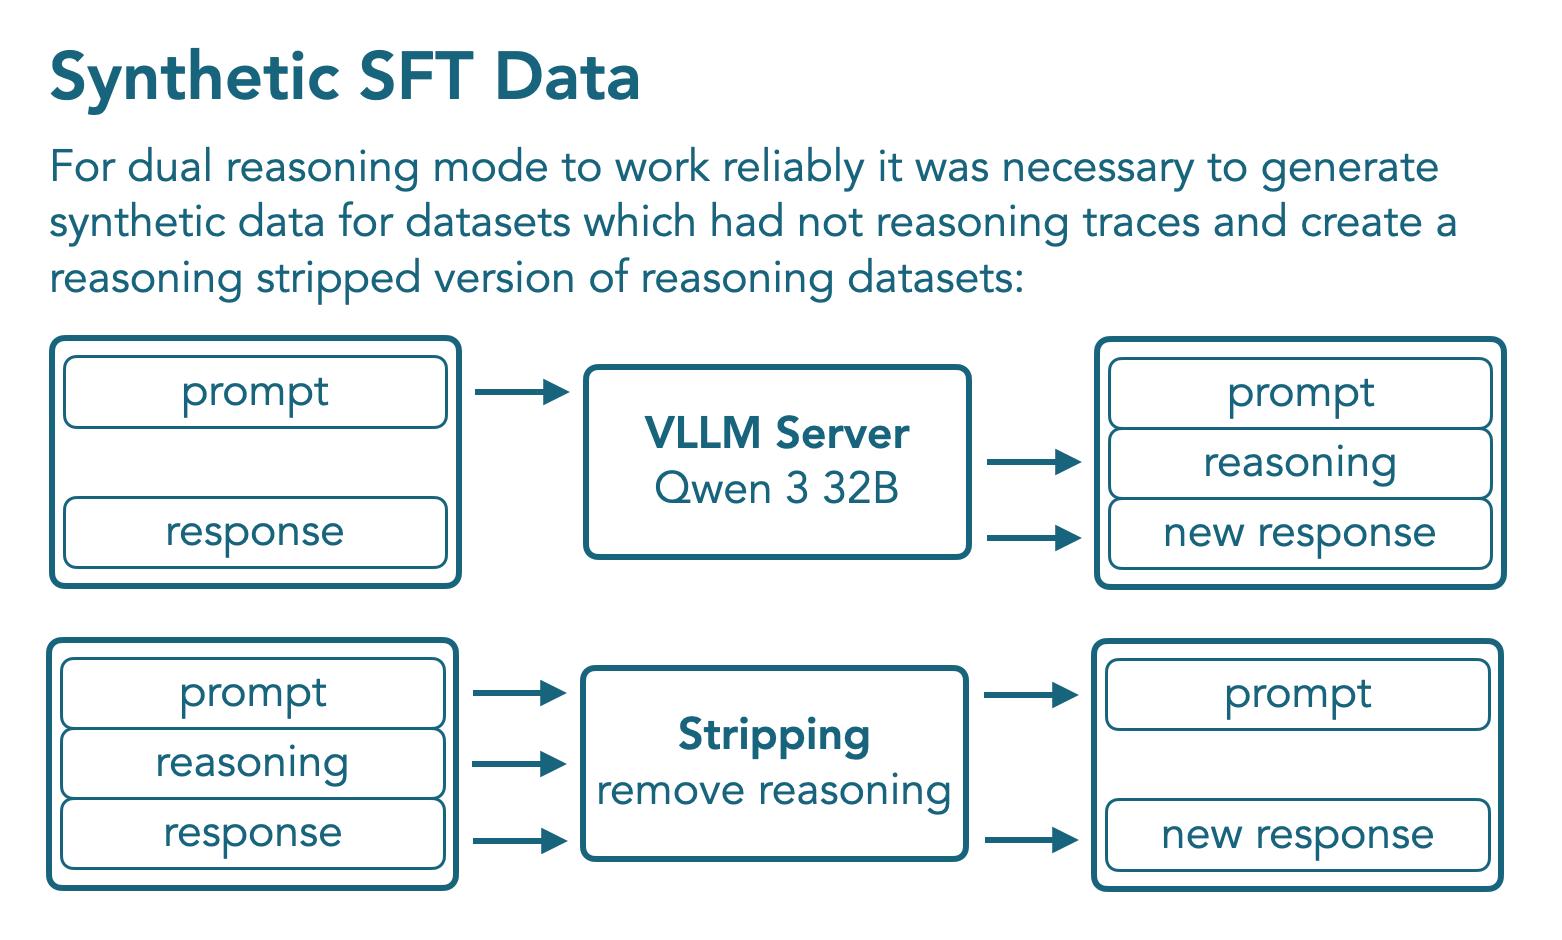 Synthetic SFT Data
For dual reasoning mode to work reliably it was necessary to generate
synthetic data for datasets which had not reasoning traces and create a
reasoning stripped version of reasoning datasets:
prompt
response
VLLM Server
Qwen 3 32B
prompt
reasoning
new response
prompt
reasoning
response
Stripping
remove reasoning
prompt
new response